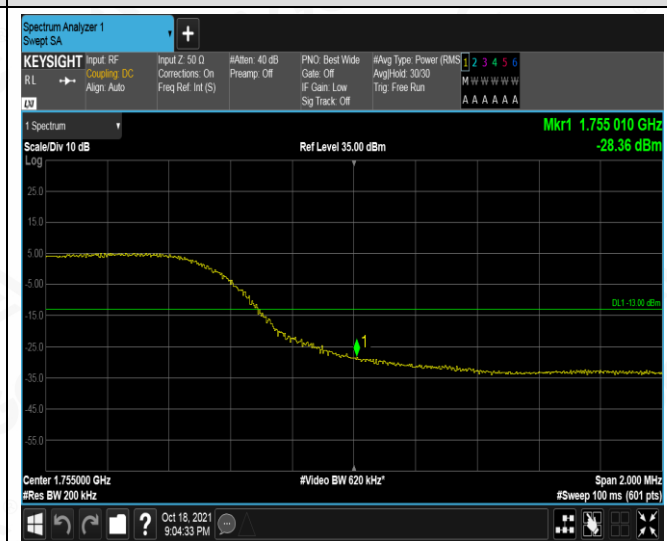 Spectrum Analyzer 1
Swept SA
+
KEYSIGHT
RL
LXI
Input: RF
Coupling: DC
Align: Auto
Input Z: 50 Ω
Corrections: On
Freq Ref: Int (S)
#Atten: 40 dB
Preamp: Off
PNO: Best Wide
Gate: Off
IF Gain: Low
Sig Track: Off
#Avg Type: Power (RMS
Avg|Hold: 30/30
Trig: Free Run
1 2 3 4 5 6
M W W W W W
A A A A A A
1 Spectrum
Scale/Div 10 dB
Ref Level 35.00 dBm
Mkr1 1.755 010 GHz
-28.36 dBm
Log
25.0
15.0
5.00
-5.00
DL1 -13.00 dBm
-15.0
1
-25.0
-35.0
-45.0
-55.0
Center 1.755000 GHz
#Res BW 200 kHz
#Video BW 620 kHz*
Span 2.000 MHz
#Sweep 100 ms (601 pts)
?
Oct 18, 2021
9:04:33 PM